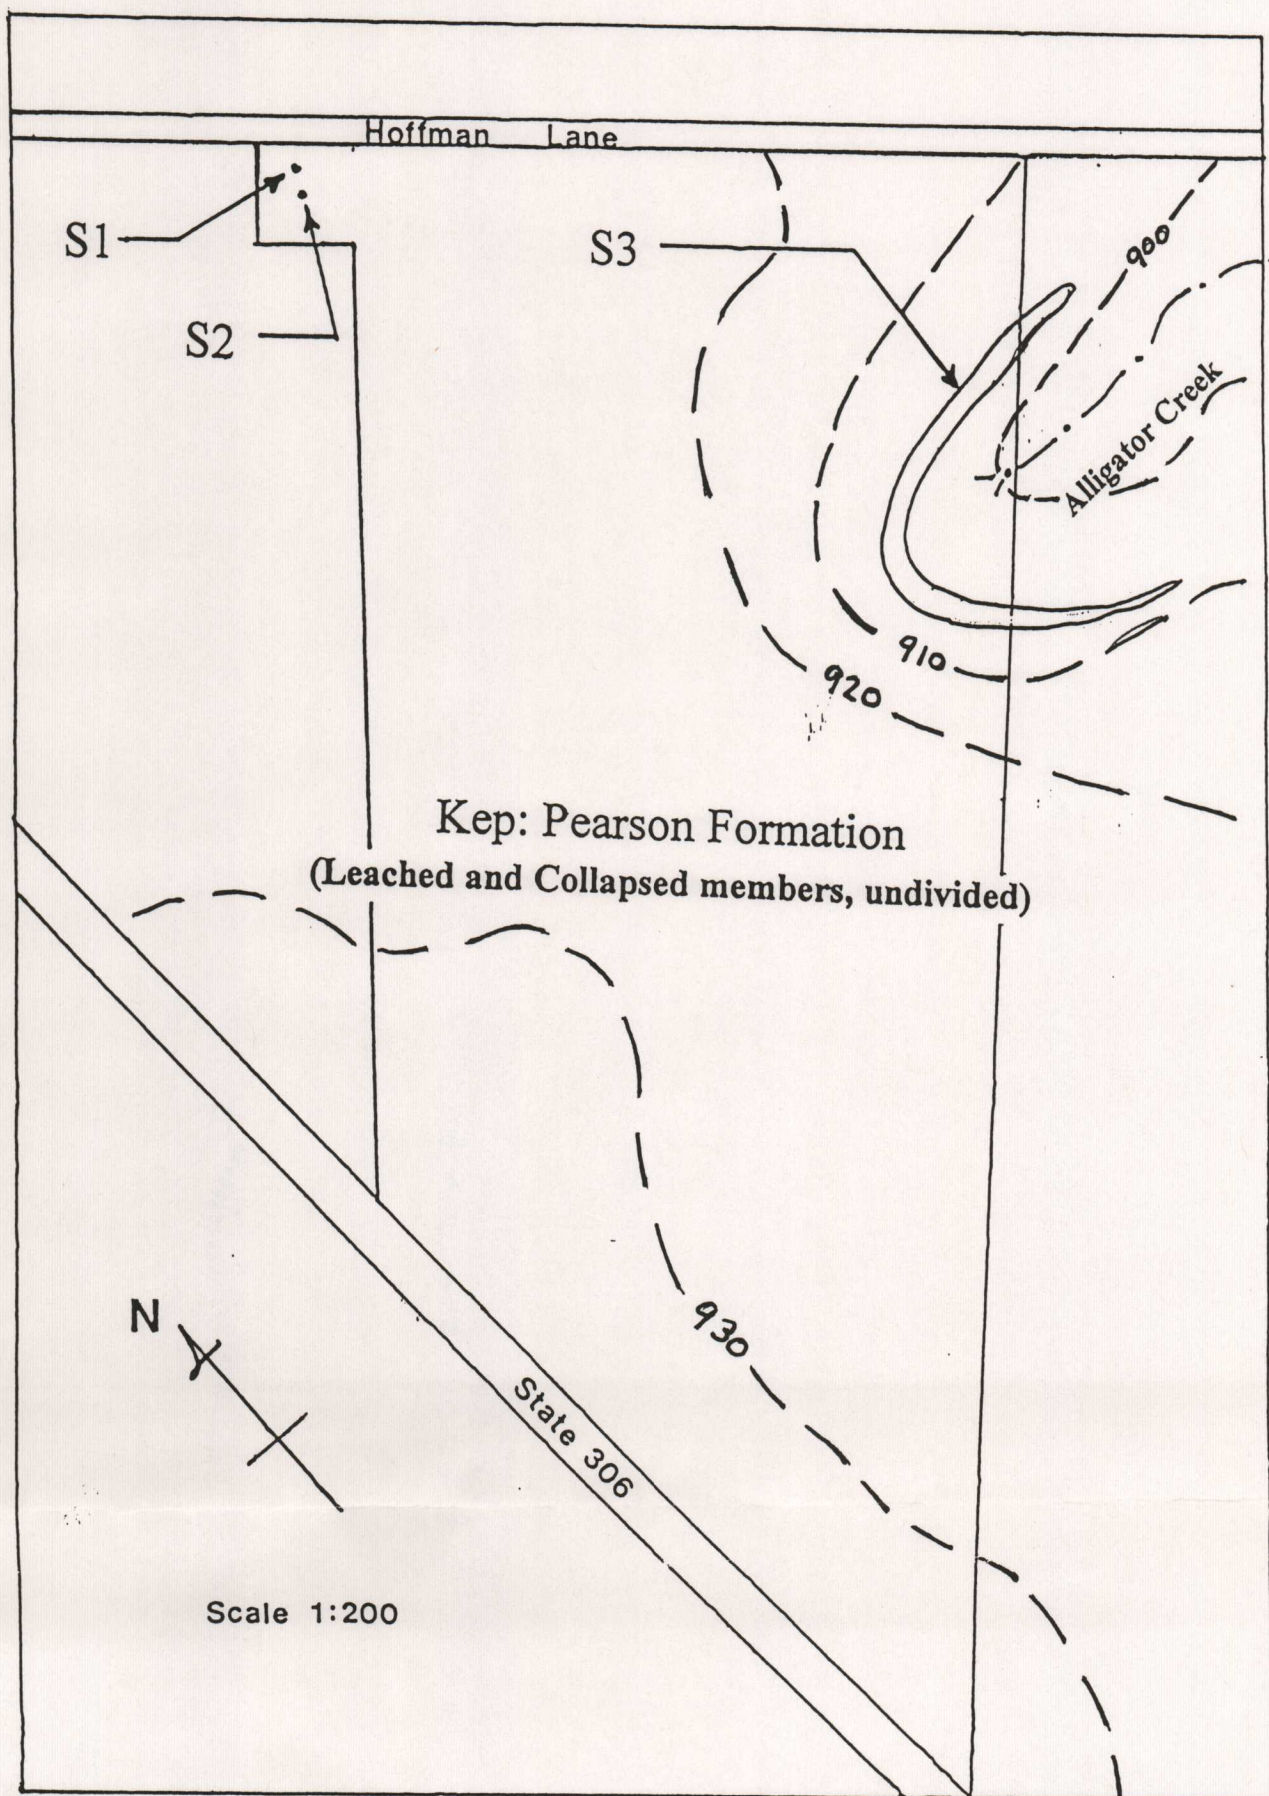 Hoffman Lane
S1
S2
S3
900
Alligator Creek
910
920
Kep: Pearson Formation
(Leached and Collapsed members, undivided)
930
N
State 306
Scale 1:200